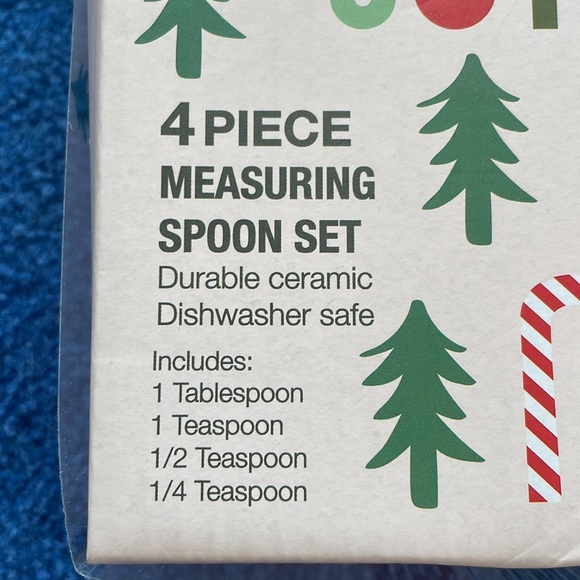 4 PIECE
MEASURING
SPOON SET
Durable ceramic
Dishwasher safe
Includes:
1 Tablespoon
1 Teaspoon
1/2 Teaspoon
1/4 Teaspoon